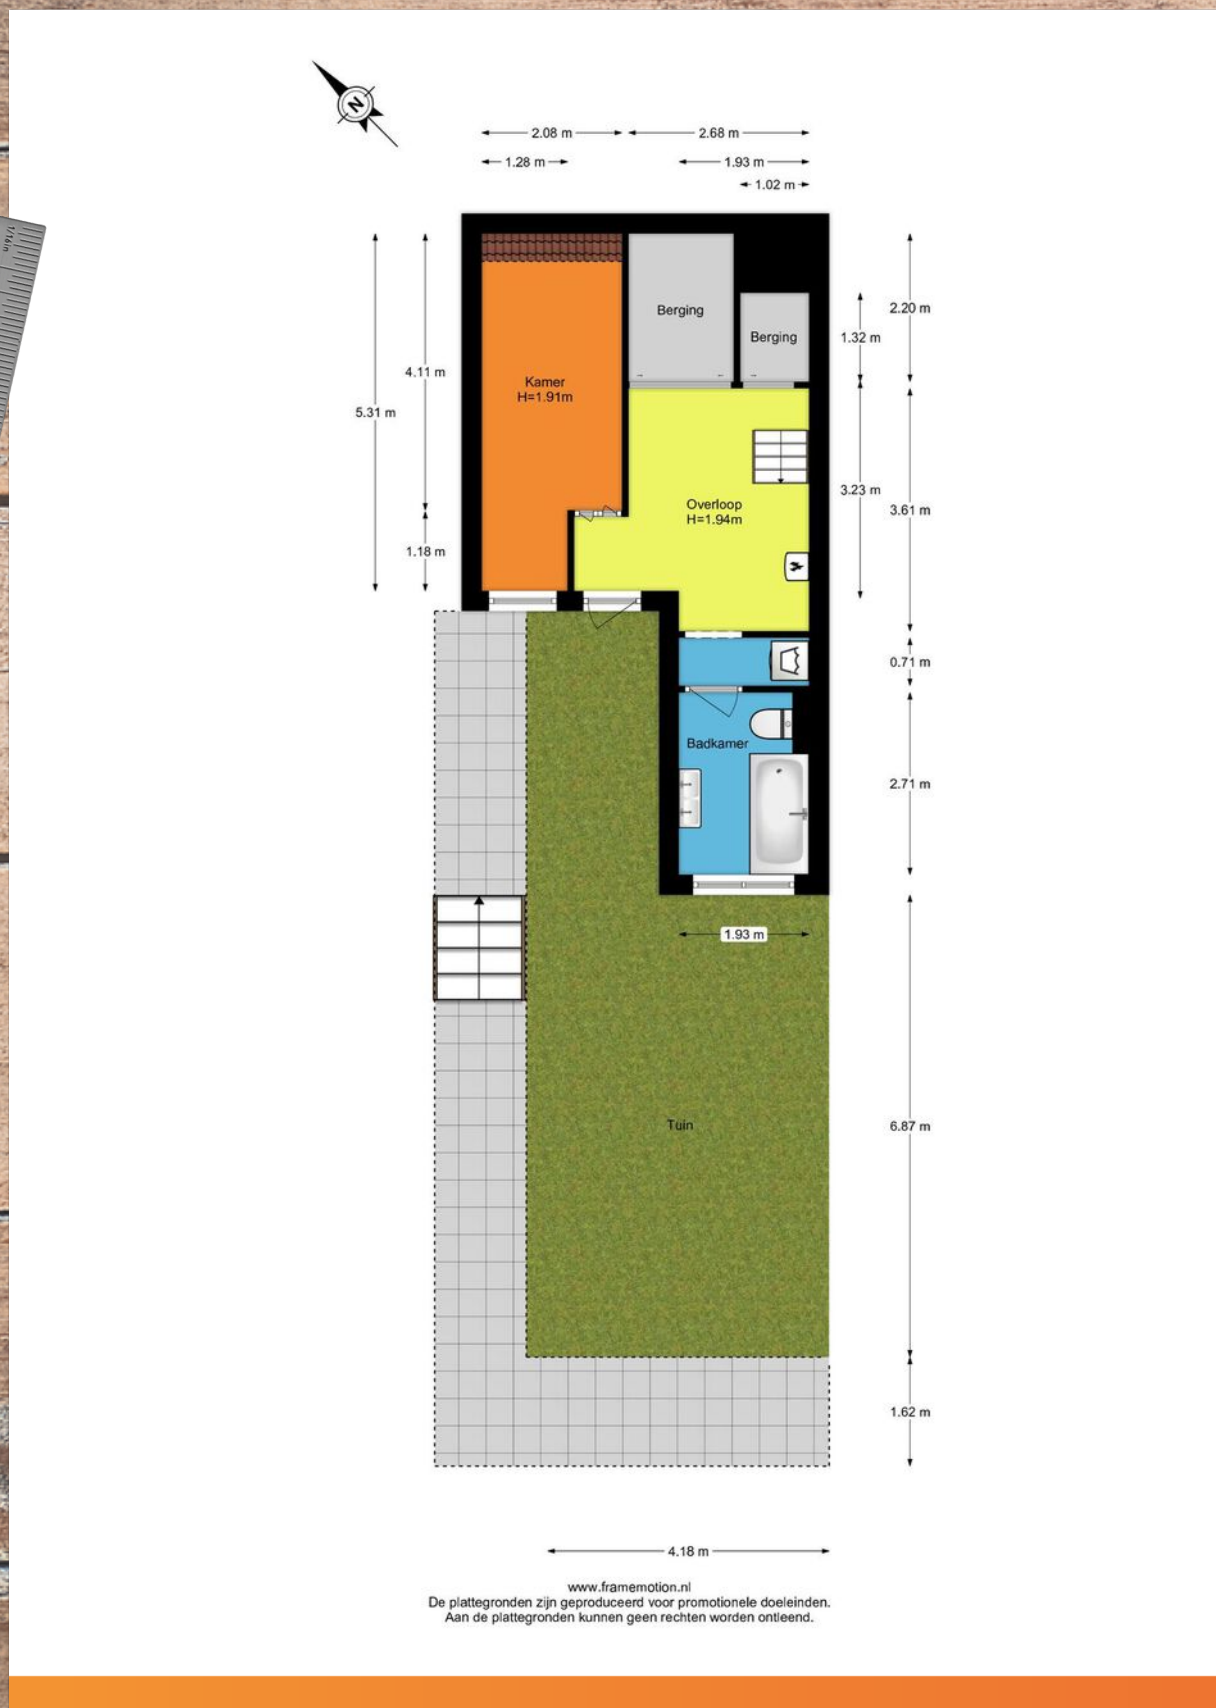 N
2.08 m
2.68 m
1.28 m
1.93 m
1.02 m
1/16in
Berging
Berging
2.20 m
1.32 m
4.11 m
Kamer
H=1.91m
5.31 m
3.23 m
Overloop
H=1.94m
3.61 m
1.18 m
0.71 m
Badkamer
2.71 m
1.93 m
Tuin
6.87 m
1.62 m
4.18 m
www.framemotion.nl
De plattegronden zijn geproduceerd voor promotionele doeleinden.
Aan de plattegronden kunnen geen rechten worden ontleend.